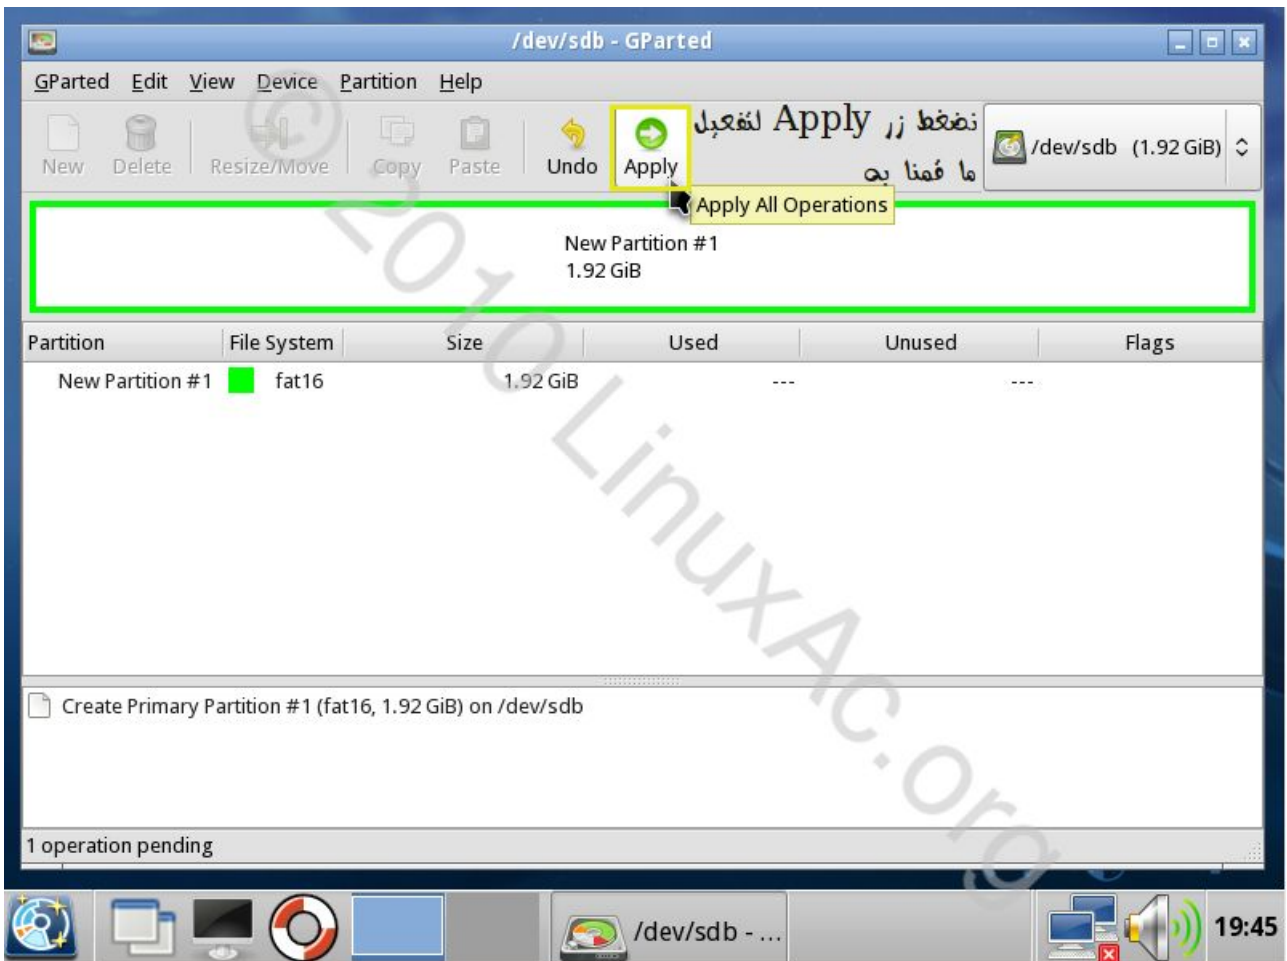 /dev/sdb - GParted
GParted Edit View Device Partition Help
نضغط زر Apply لتفعيل
ما قمنا به
New Delete Resize/Move Copy Paste Undo Apply
/dev/sdb (1.92 GiB)
Apply All Operations
New Partition #1
1.92 GiB
Partition File System Size Used Unused Flags
New Partition #1 fat16 1.92 GiB --- ---
Create Primary Partition #1 (fat16, 1.92 GiB) on /dev/sdb
1 operation pending
© 2010 LinuxAc.org
/dev/sdb - ...
19:45